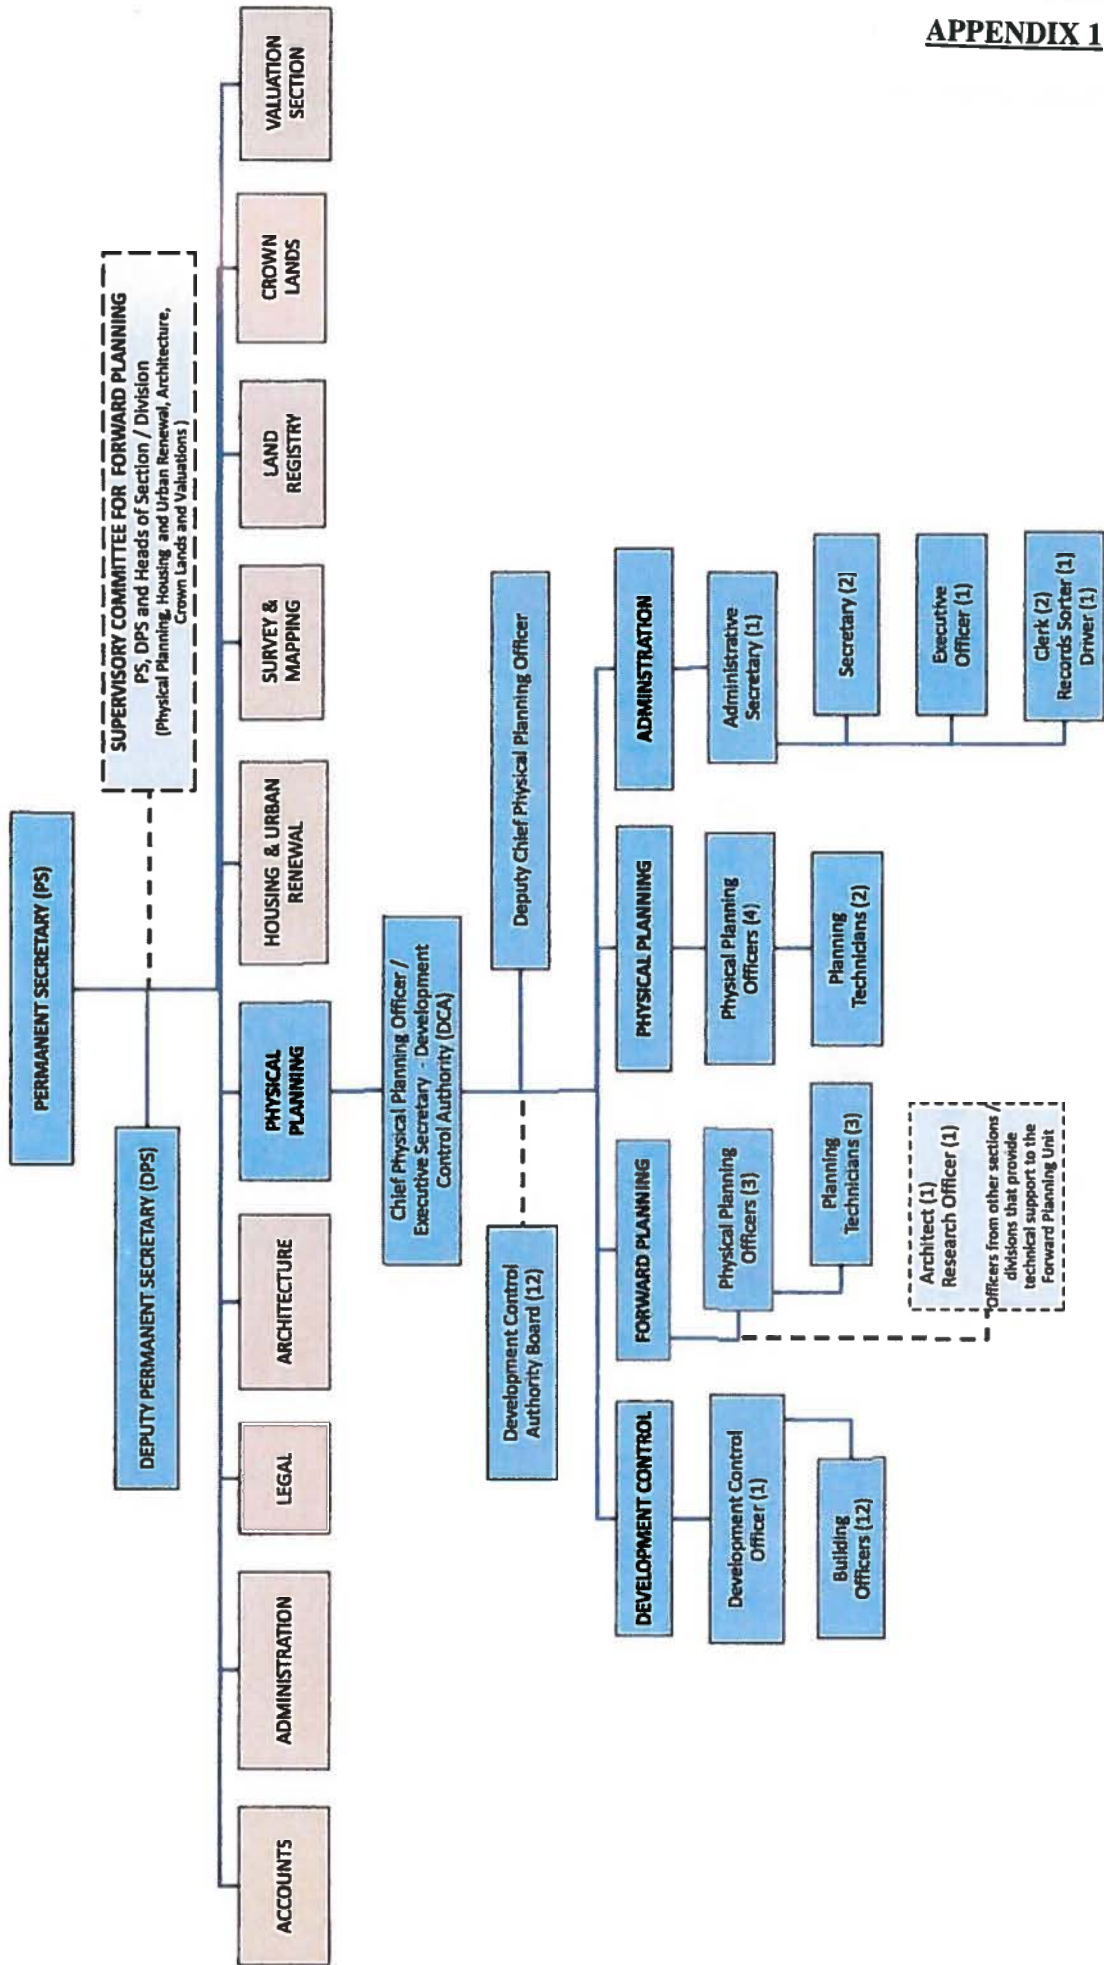 APPENDIX 1
PERMANENT SECRETARY (PS)
SUPERVISORY COMMITTEE FOR FORWARD PLANNING
PS, DPS and Heads of Section / Division
(Physical Planning, Housing and Urban Renewal, Architecture,
Crown Lands and Valuations )
DEPUTY PERMANENT SECRETARY (DPS)
ACCOUNTS
ADMINISTRATION
LEGAL
ARCHITECTURE
PHYSICAL
PLANNING
HOUSING & URBAN
RENEWAL
SURVEY &
MAPPING
LAND
REGISTRY
CROWN
LANDS
VALUATION
SECTION
Chief Physical Planning Officer /
Executive Secretary - Development
Control Authority (DCA)
Development Control
Authority Board (12)
Deputy Chief Physical Planning Officer
DEVELOPMENT CONTROL
Development Control
Officer (1)
Building
Officers (12)
FORWARD PLANNING
Physical Planning
Officers (3)
Planning
Technicians (3)
Architect (1)
Research Officer (1)
Officers from other sections /
divisions that provide
technical support to the
Forward Planning Unit
PHYSICAL PLANNING
Physical Planning
Officers (4)
Planning
Technicians (2)
ADMINSTRATION
Administrative
Secretary (1)
Secretary (2)
Executive
Officer (1)
Clerk (2)
Records Sorter (1)
Driver (1)